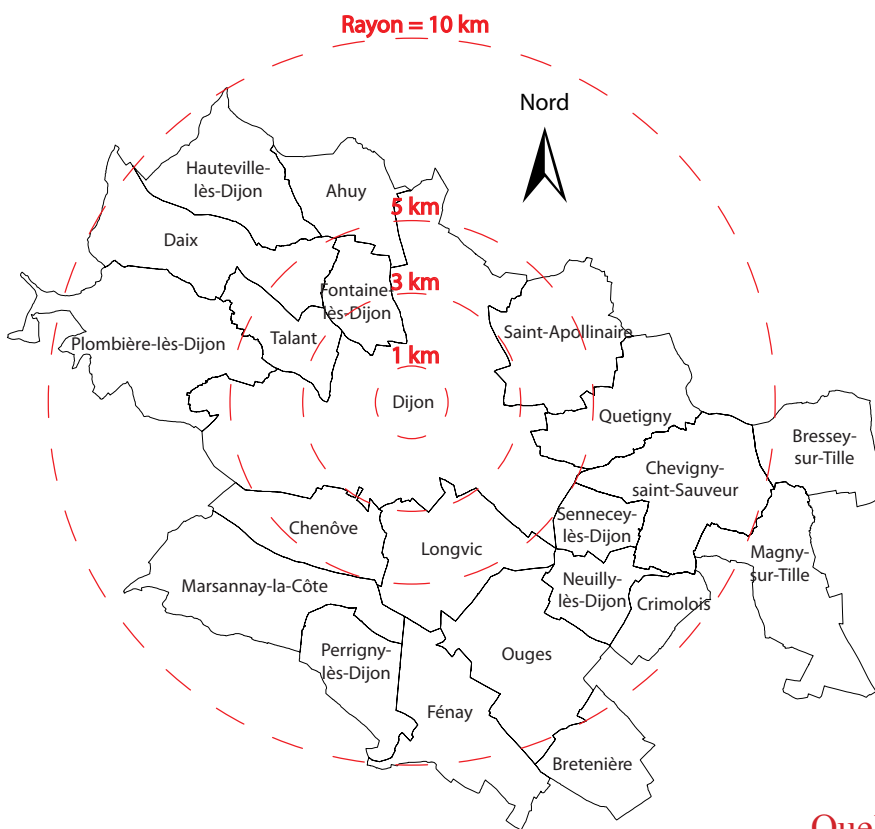 Rayon = 10 km
Nord
Hauteville-
lès-Dijon
Ahuy
5 km
Daix
3 km
Fontaine-
lès-Dijon
Saint-Apollinaire
Talant
Plombière-lès-Dijon
1 km
Dijon
Quetigny
Bressey-
sur-Tille
Chevigny-
saint-Sauveur
Sennecey-
lès-Dijon
Chenôve
Longvic
Magny-
sur-Tille
Neuilly-
lès-Dijon
Marsannay-la-Côte
Crimolois
Perrigny-
lès-Dijon
Ouges
Fénay
Bretenière